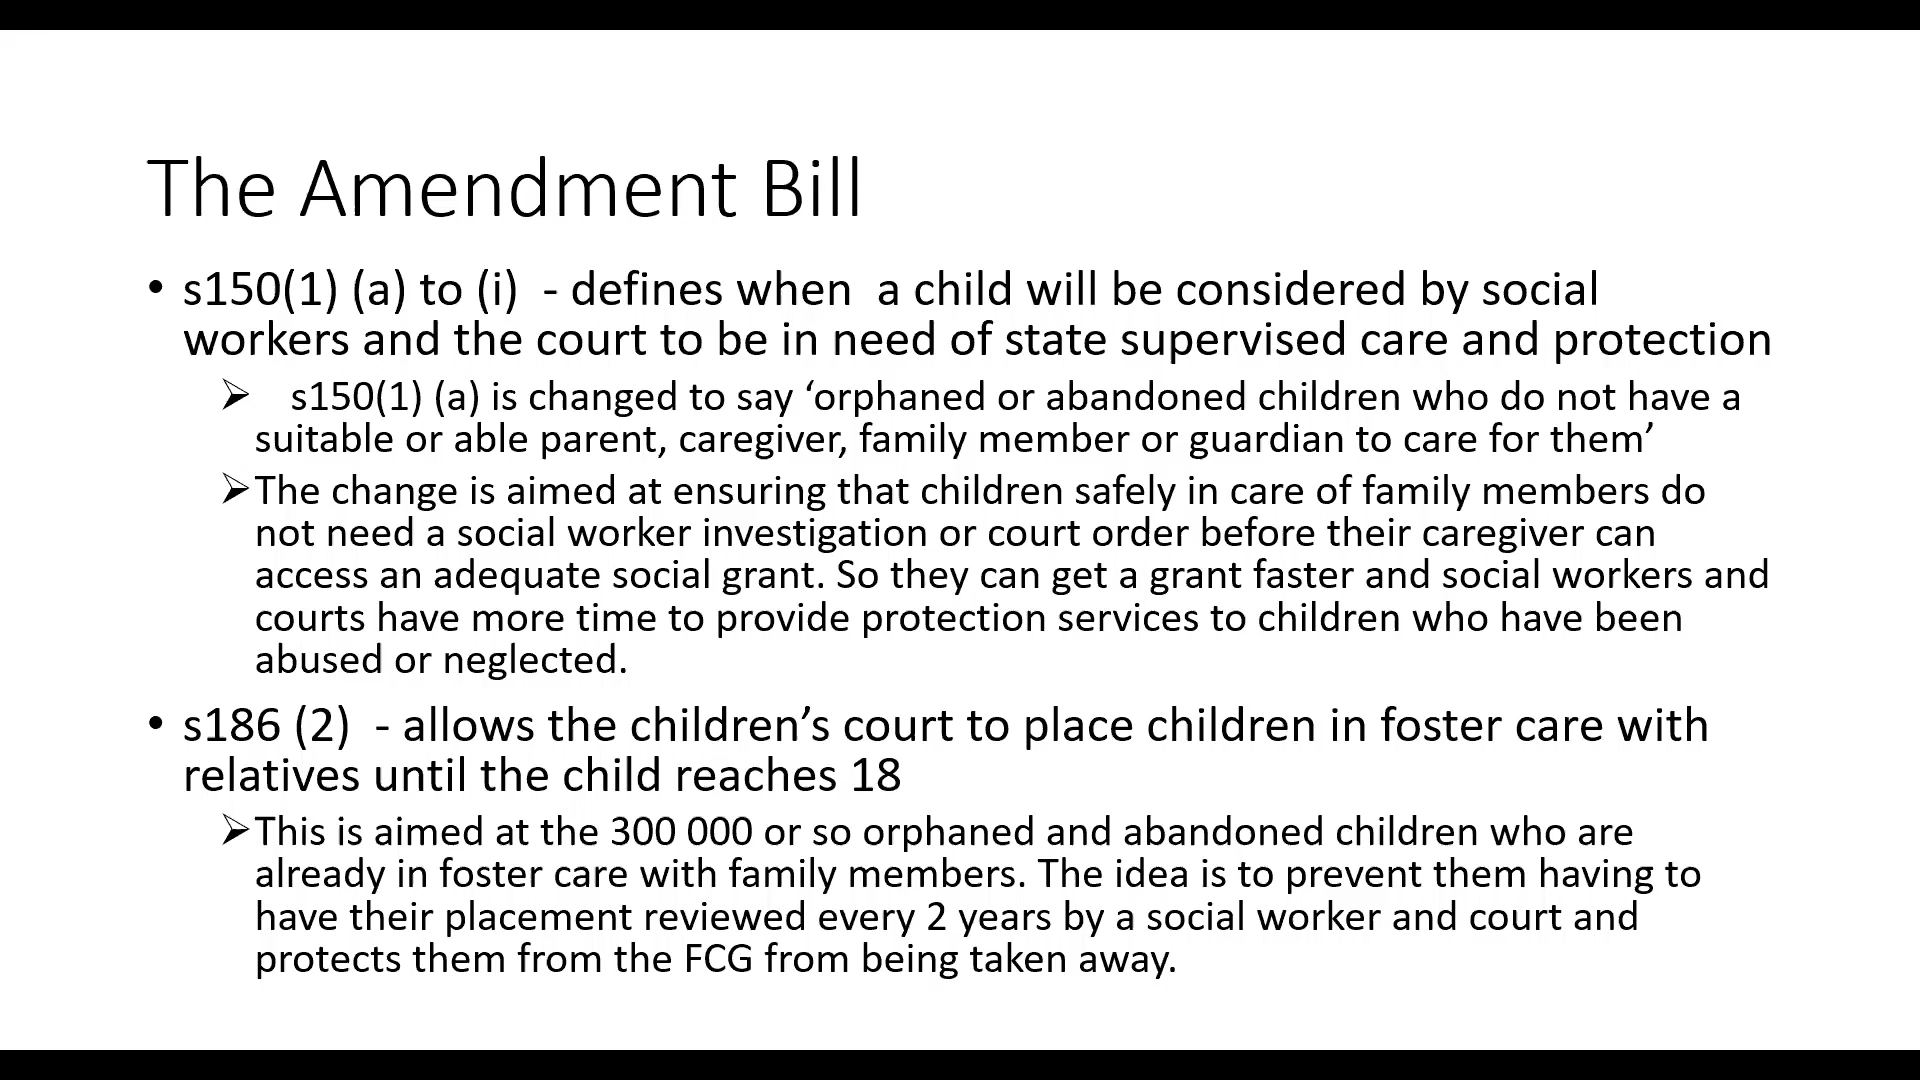 The Amendment Bill
• s150(1) (a) to (i)  - defines when  a child will be considered by social
workers and the court to be in need of state supervised care and protection
➢   s150(1) (a) is changed to say ‘orphaned or abandoned children who do not have a
suitable or able parent, caregiver, family member or guardian to care for them’
➢The change is aimed at ensuring that children safely in care of family members do
not need a social worker investigation or court order before their caregiver can
access an adequate social grant. So they can get a grant faster and social workers and
courts have more time to provide protection services to children who have been
abused or neglected.
• s186 (2)  - allows the children’s court to place children in foster care with
relatives until the child reaches 18
➢This is aimed at the 300 000 or so orphaned and abandoned children who are
already in foster care with family members. The idea is to prevent them having to
have their placement reviewed every 2 years by a social worker and court and
protects them from the FCG from being taken away.